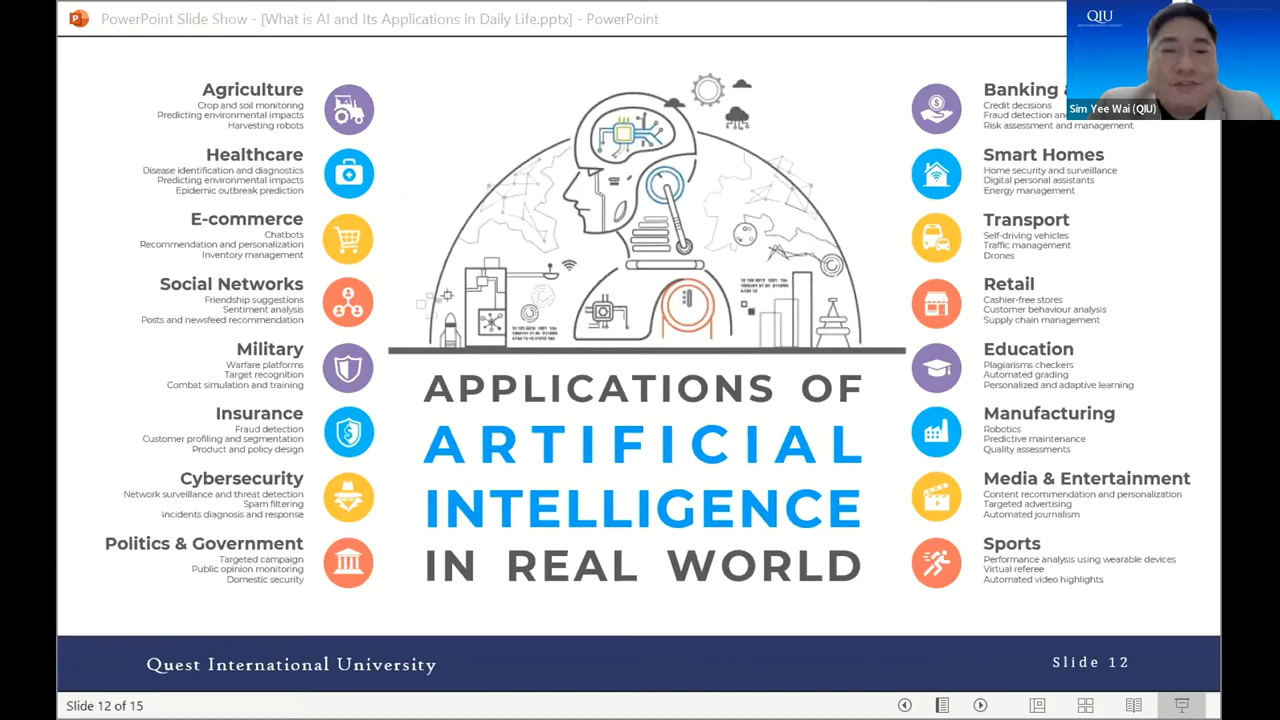 PowerPoint Slide Show - [What is AI and Its Applications in Daily Life.pptx] - PowerPoint
QIU
Sim Yee Wai (QIU)
Agriculture
Crop and soil monitoring
Predicting environmental impacts
Harvesting robots
Healthcare
Disease identification and diagnostics
Predicting environmental impacts
Epidemic outbreak prediction
E-commerce
Chatbots
Recommendation and personalization
Inventory management
Social Networks
Friendship suggestions
Sentiment analysis
Posts and newsfeed recommendation
Military
Warfare platforms
Target recognition
Combat simulation and training
Insurance
Fraud detection
Customer profiling and segmentation
Product and policy design
Cybersecurity
Network surveillance and threat detection
Spam filtering
Incidents diagnosis and response
Politics & Government
Targeted campaign
Public opinion monitoring
Domestic security
APPLICATIONS OF
ARTIFICIAL
INTELLIGENCE
IN REAL WORLD
Banking
Credit decisions
Fraud detection
Risk assessment and management
Smart Homes
Home security and surveillance
Digital personal assistants
Energy management
Transport
Self-driving vehicles
Traffic management
Drones
Retail
Cashier-free stores
Customer behaviour analysis
Supply chain management
Education
Plagiarisms checkers
Automated grading
Personalized and adaptive learning
Manufacturing
Robotics
Predictive maintenance
Quality assessments
Media & Entertainment
Content recommendation and personalization
Targeted advertising
Automated journalism
Sports
Performance analysis using wearable devices
Virtual referee
Automated video highlights
Quest International University
Slide 12
Slide 12 of 15